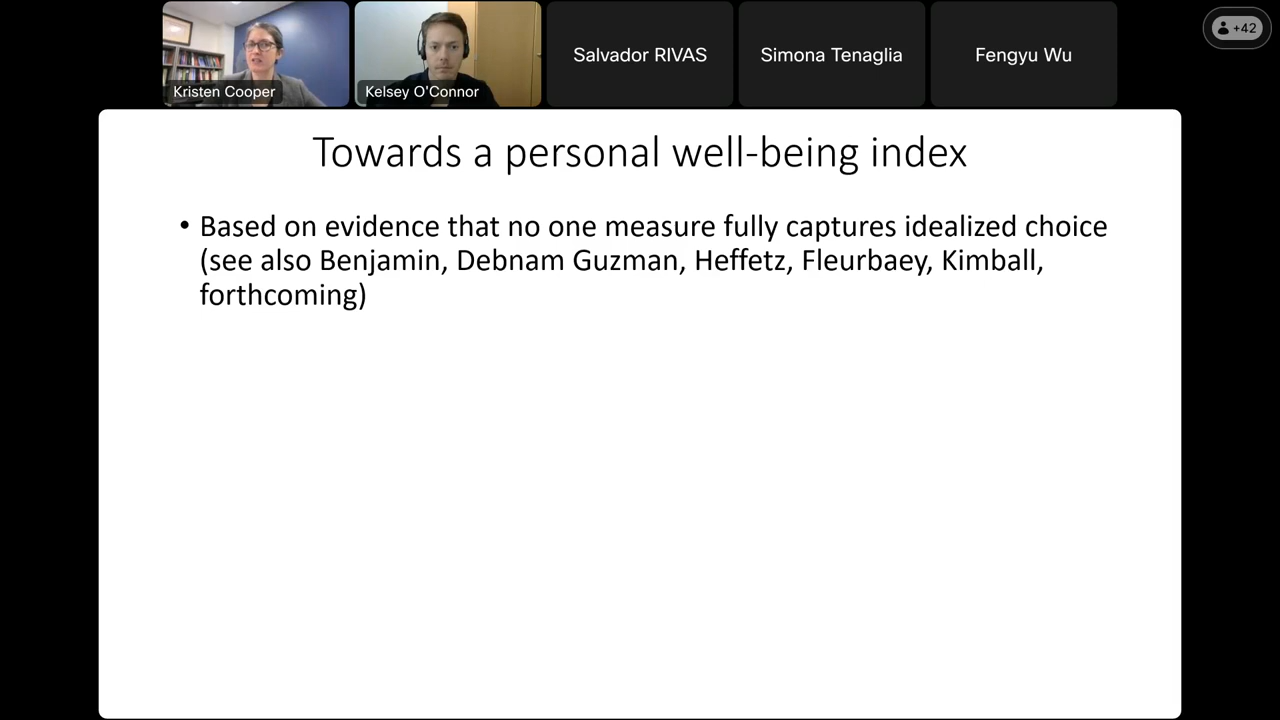 Kristen Cooper
Kelsey O'Connor
Salvador RIVAS
Simona Tenaglia
Fengyu Wu
+42
Towards a personal well-being index
• Based on evidence that no one measure fully captures idealized choice
(see also Benjamin, Debnam Guzman, Heffetz, Fleurbaey, Kimball,
forthcoming)